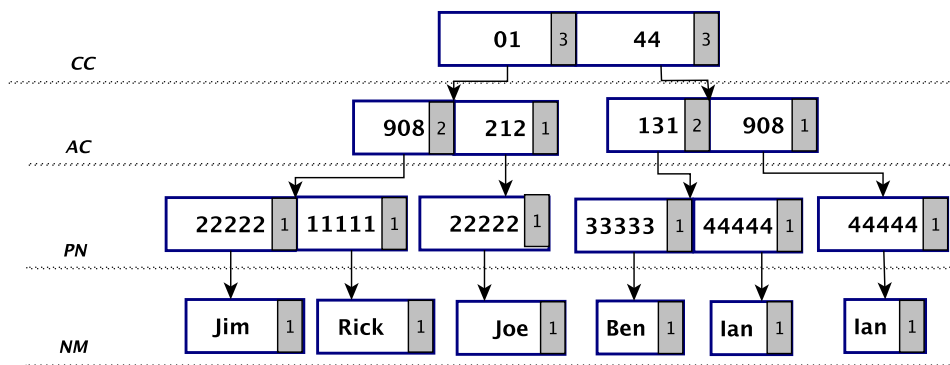 CC 01 3 44 3
AC 908 2 212 1 131 2 908 1
PN 22222 1 11111 1 22222 1 33333 1 44444 1 44444 1
NM Jim 1 Rick 1 Joe 1 Ben 1 Ian 1 Ian 1